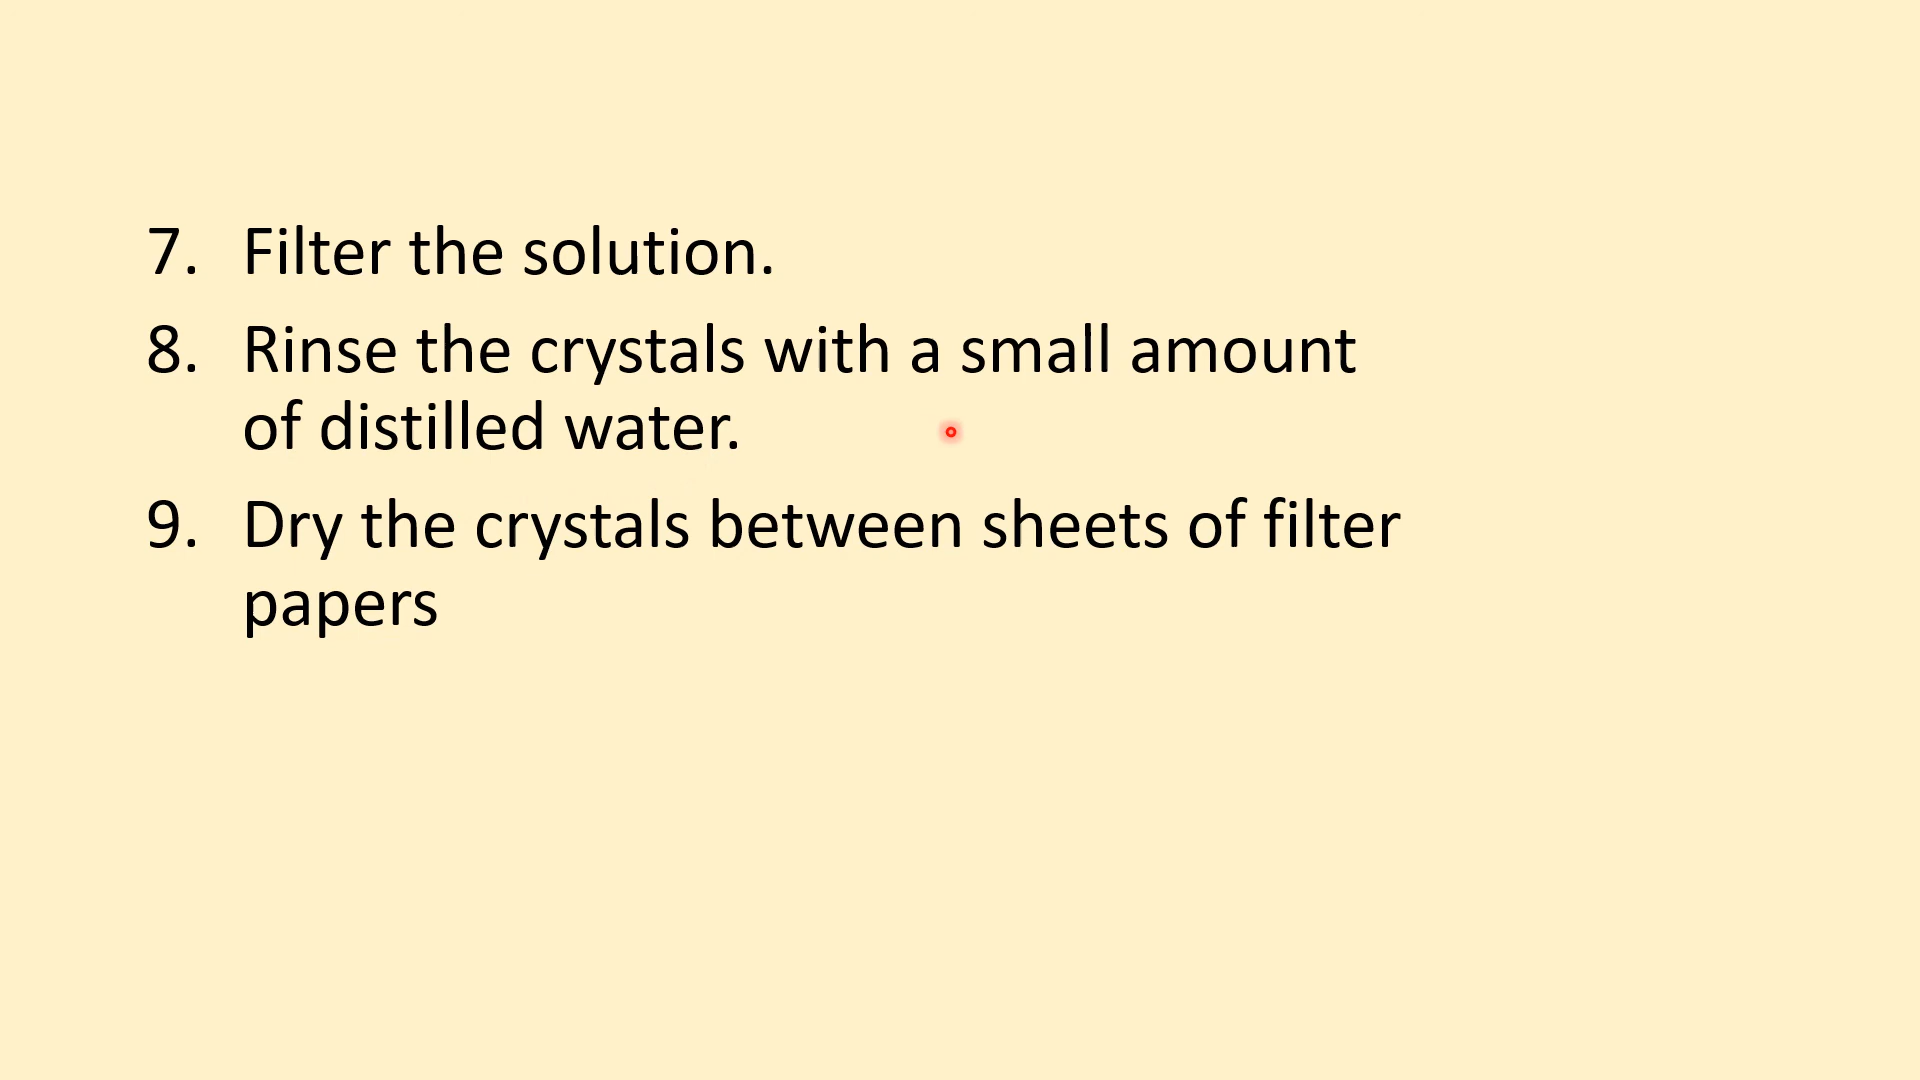 7. Filter the solution.
8. Rinse the crystals with a small amount
of distilled water.
9. Dry the crystals between sheets of filter
papers